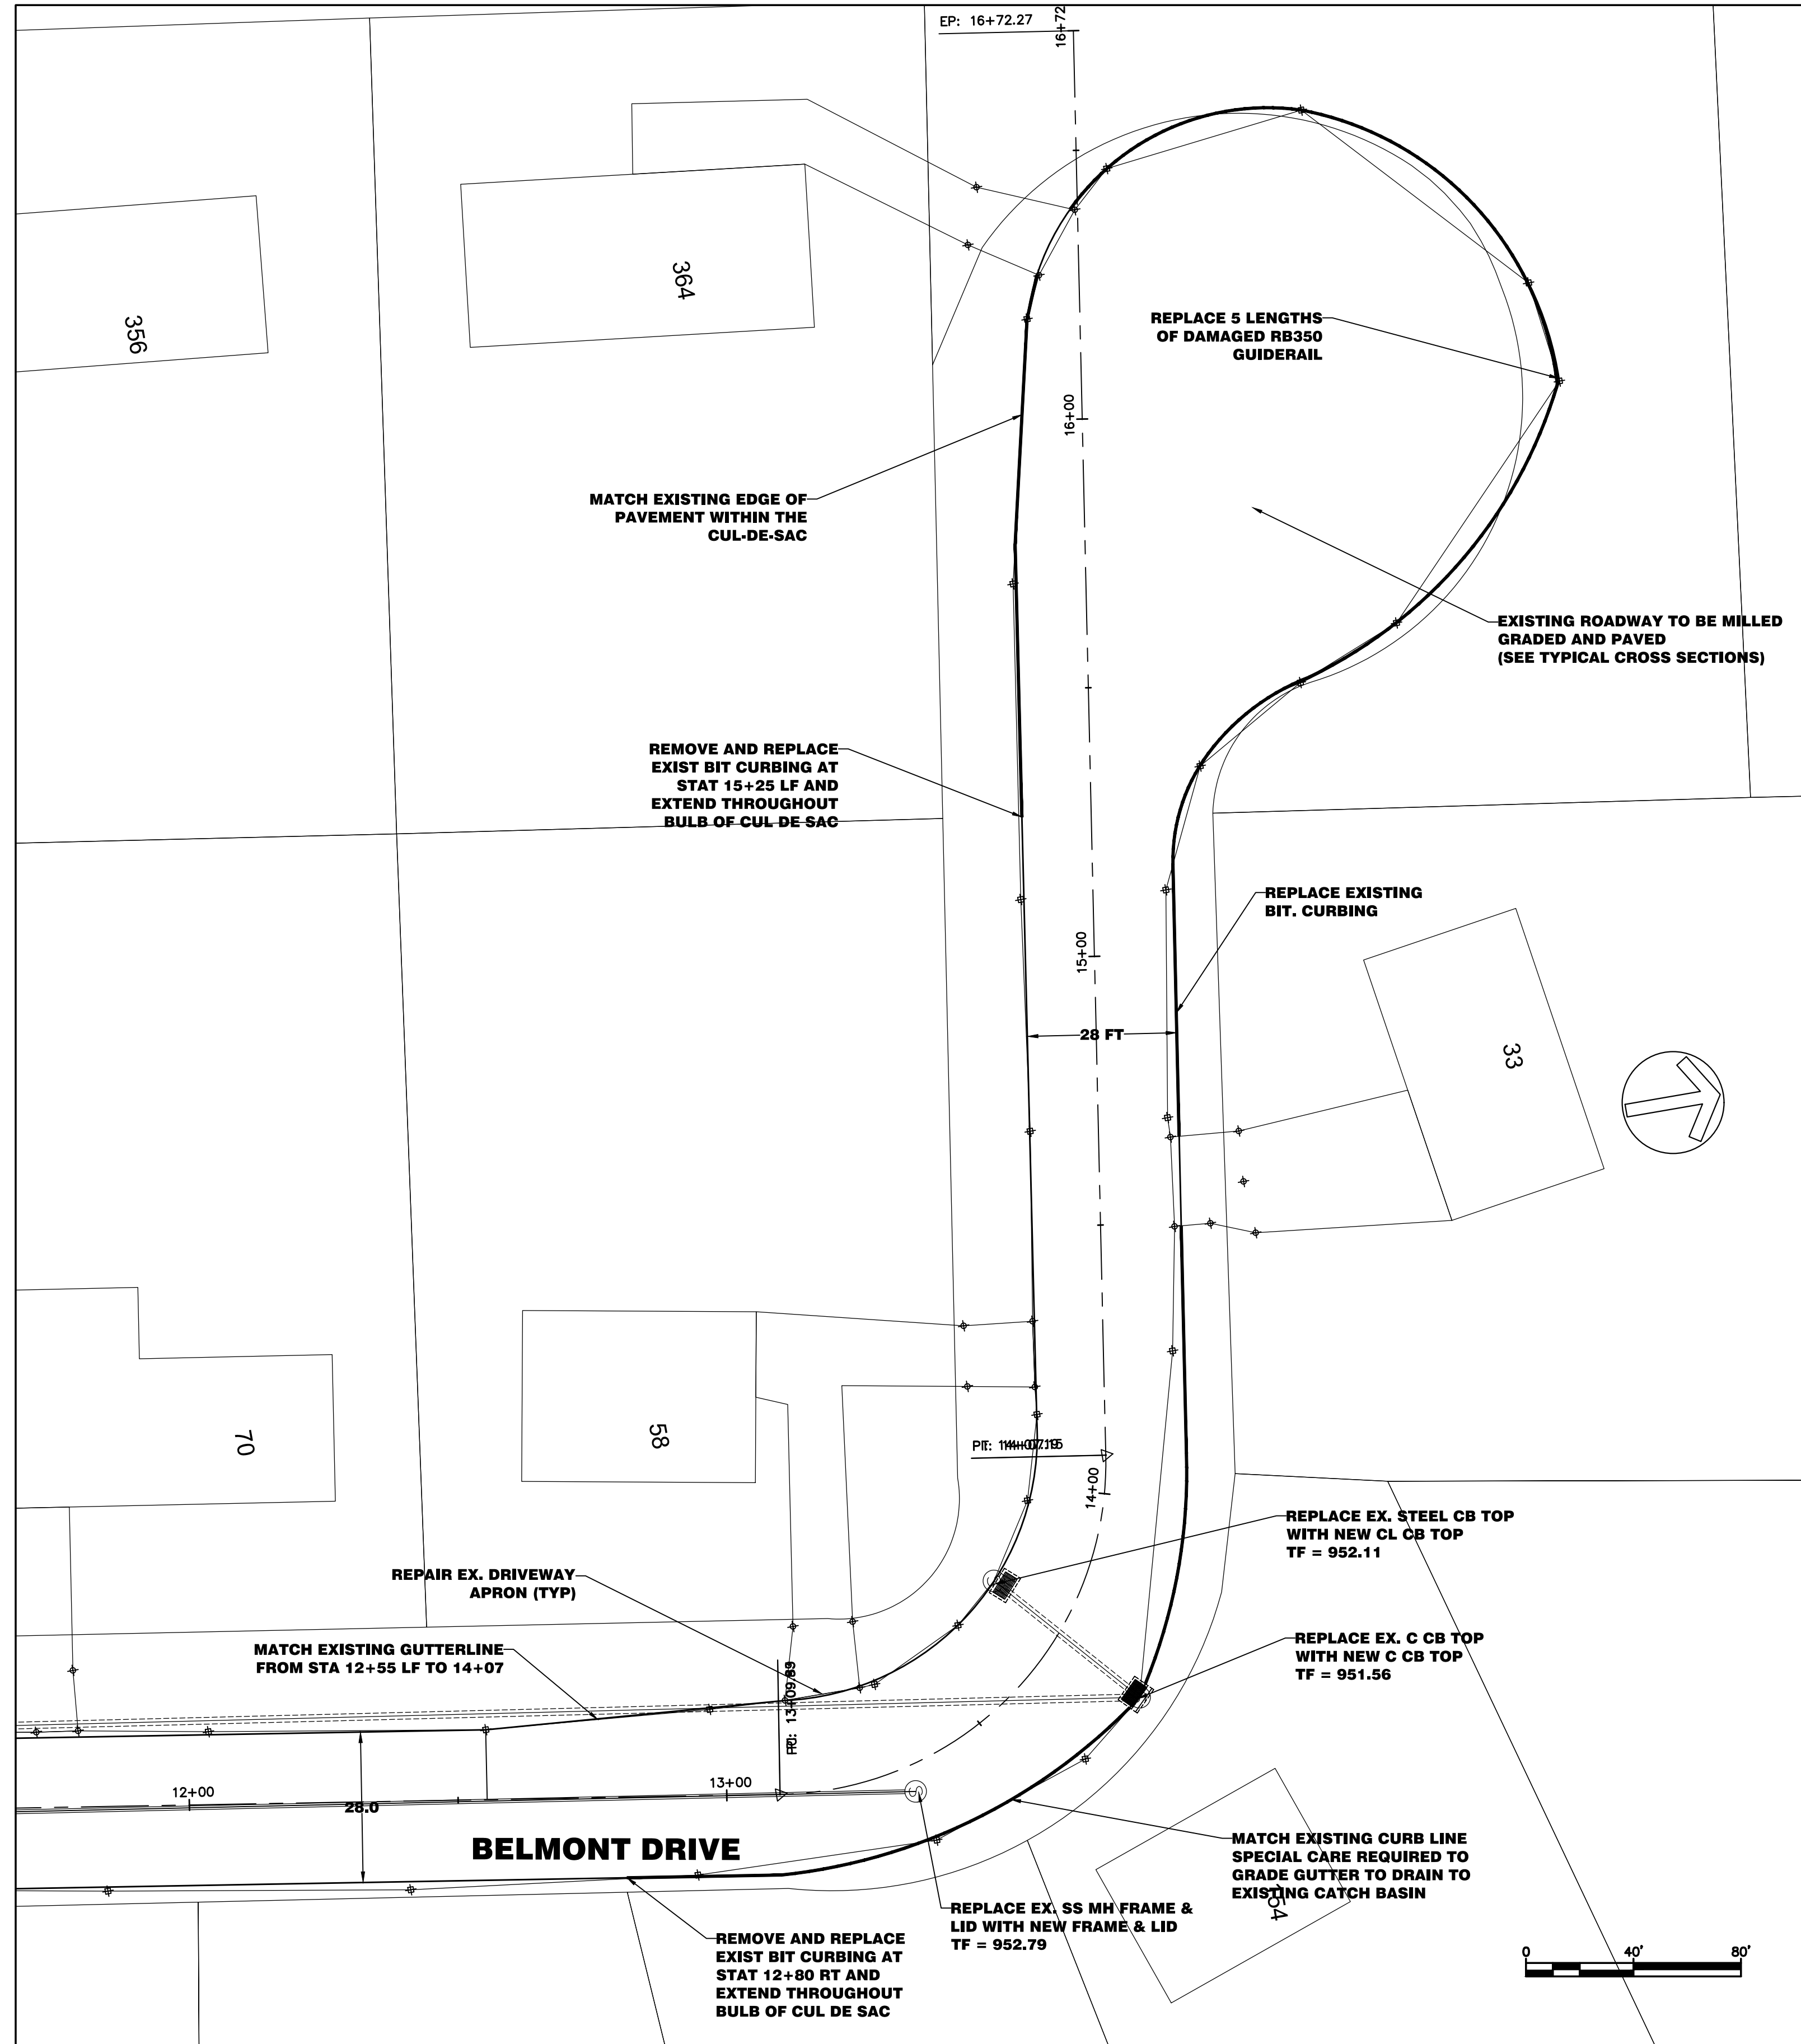 EP: 16+72.27
16+72
364
356
REPLACE 5 LENGTHS
OF DAMAGED RB350
GUIDERAIL
16+00
MATCH EXISTING EDGE OF
PAVEMENT WITHIN THE
CUL-DE-SAC
EXISTING ROADWAY TO BE MILLED
GRADED AND PAVED
(SEE TYPICAL CROSS SECTIONS)
REMOVE AND REPLACE
EXIST BIT CURBING AT
STAT 15+25 LF AND
EXTEND THROUGHOUT
BULB OF CUL DE SAC
REPLACE EXISTING
BIT. CURBING
15+00
28 FT
33
70
58
14+00
REPLACE EX. STEEL CB TOP
WITH NEW CL CB TOP
TF = 952.11
REPAIR EX. DRIVEWAY
APRON (TYP)
MATCH EXISTING GUTTERLINE
FROM STA 12+55 LF TO 14+07
REPLACE EX. C CB TOP
WITH NEW C CB TOP
TF = 951.56
12+00
13+00
28.0
BELMONT DRIVE
MATCH EXISTING CURB LINE
SPECIAL CARE REQUIRED TO
GRADE GUTTER TO DRAIN TO
EXISTING CATCH BASIN
REPLACE EX. SS MH FRAME &
LID WITH NEW FRAME & LID
TF = 952.79
REMOVE AND REPLACE
EXIST BIT CURBING AT
STAT 12+80 RT AND
EXTEND THROUGHOUT
BULB OF CUL DE SAC
0 40' 80'